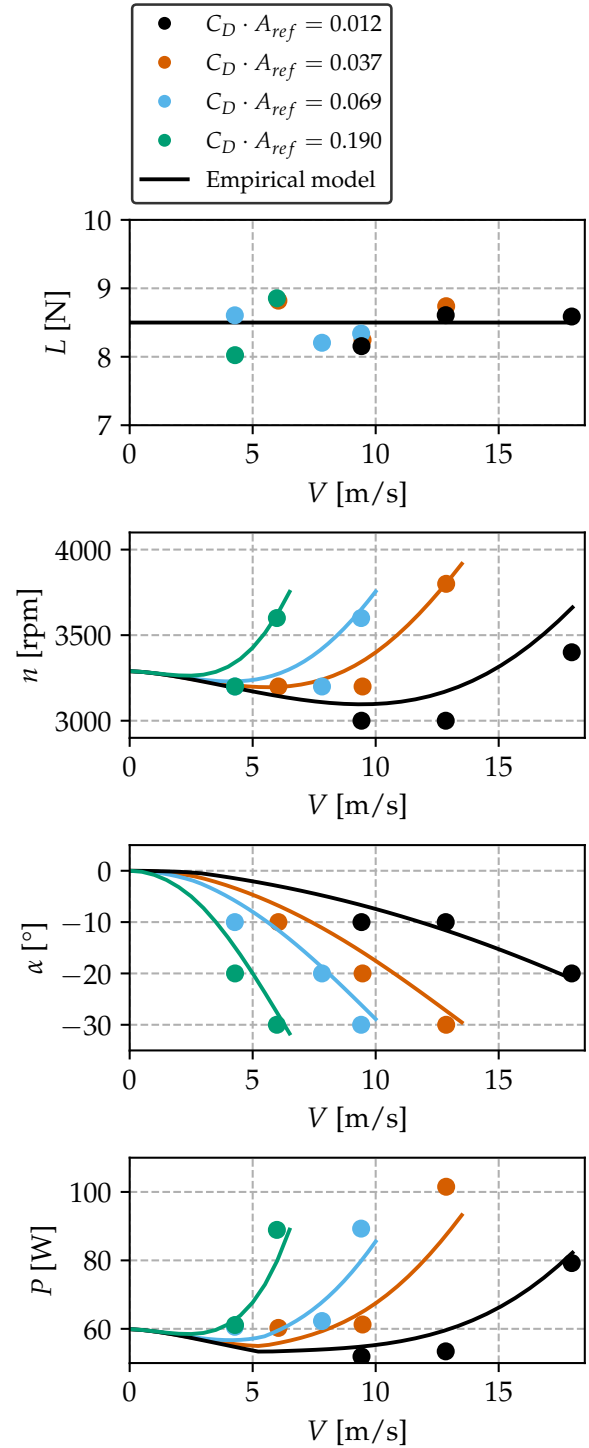 C_D · A_ref = 0.012
C_D · A_ref = 0.037
C_D · A_ref = 0.069
C_D · A_ref = 0.190
Empirical model
10
9
8
7
L [N]
0 5 10 15
V [m/s]
4000
3500
3000
n [rpm]
0 5 10 15
V [m/s]
0
−10
−20
−30
α [°]
0 5 10 15
V [m/s]
100
80
60
P [W]
0 5 10 15
V [m/s]